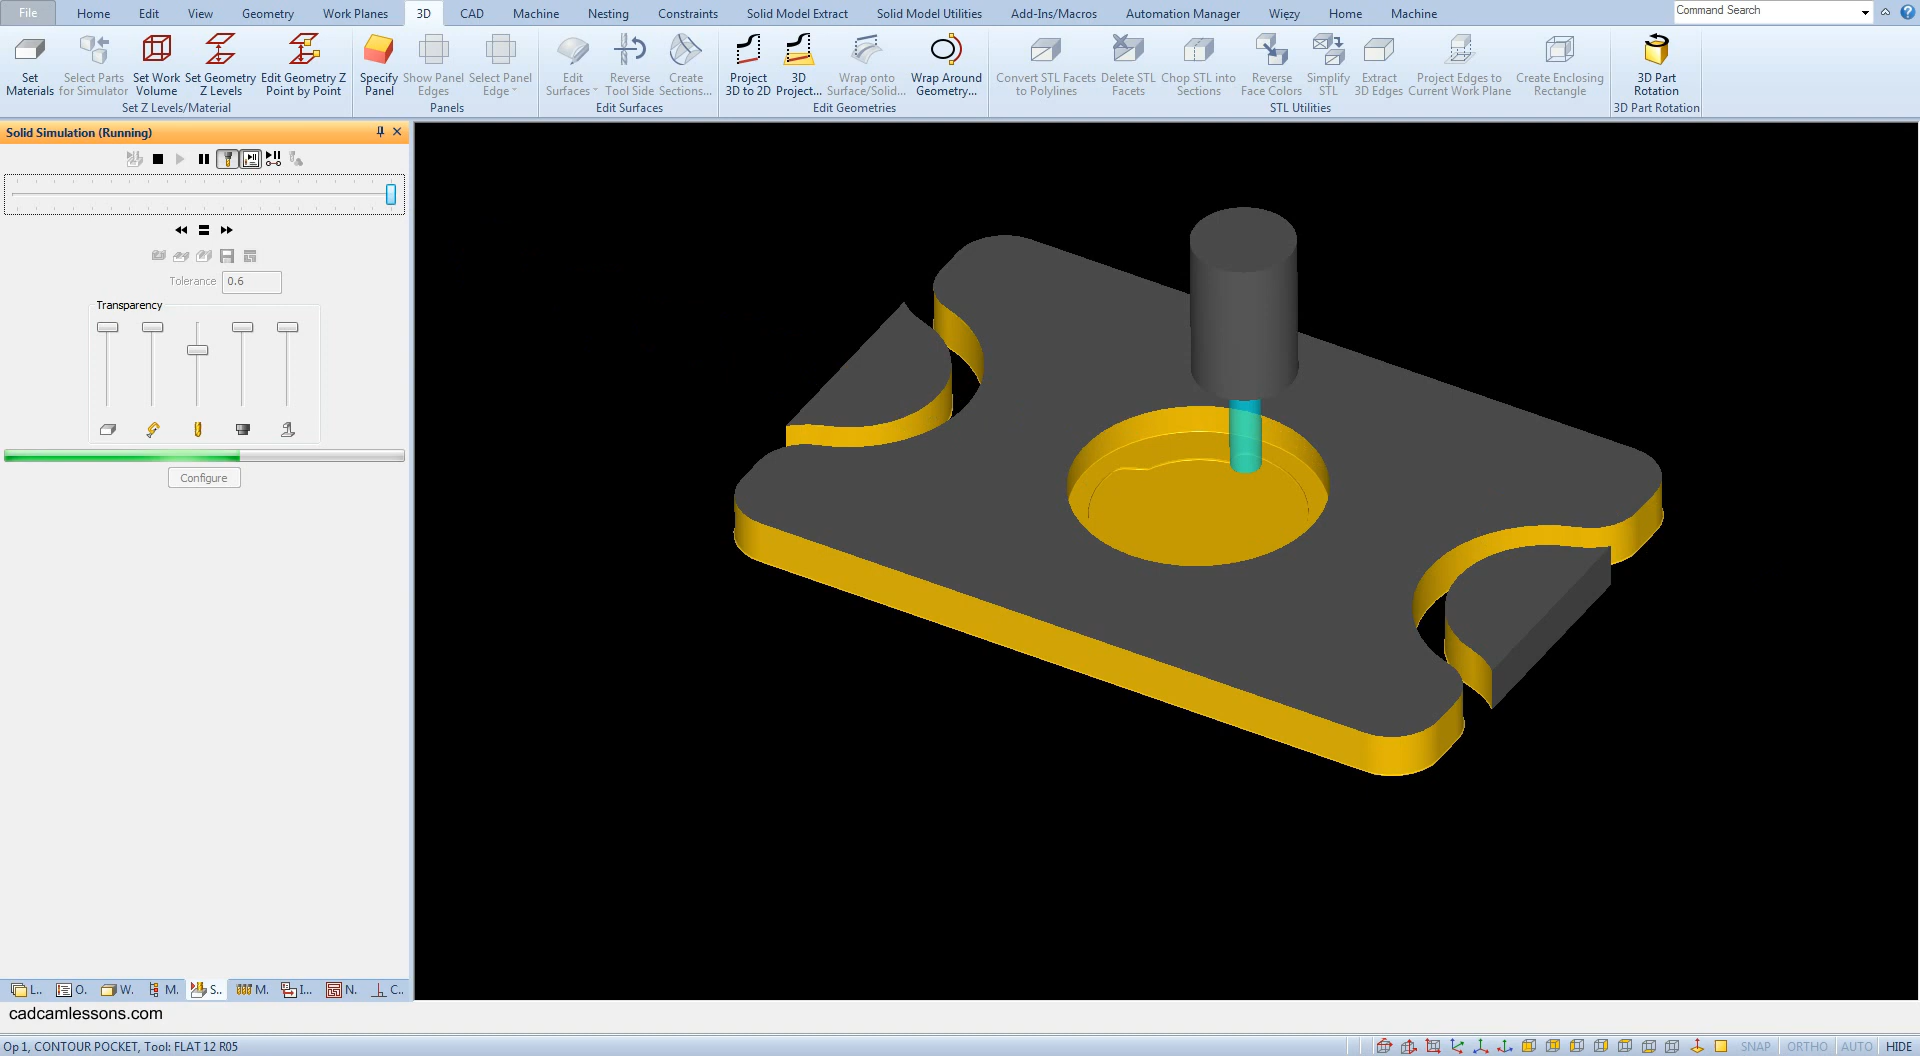 File Home Edit View Geometry Work Planes 3D CAD Machine Nesting Constraints Solid Model Extract Solid Model Utilities Add-Ins/Macros Automation Manager Więzy Home Machine Command Search
Set Materials
Select Parts for Simulator
Set Work Volume
Set Geometry Z Levels
Edit Geometry Z Point by Point
Specify Panel
Show Panel Edges
Select Panel Edge
Edit Surfaces
Reverse Tool Side
Create Sections...
Project 3D to 2D
3D Project...
Wrap onto Surface/Solid...
Wrap Around Geometry...
Convert STL Facets to Polylines
Delete STL Facets
Chop STL into Sections
Reverse Face Colors
Simplify STL
Extract 3D Edges
Project Edges to Current Work Plane
Create Enclosing Rectangle
3D Part Rotation
Set Z Levels/Material Panels Edit Surfaces Edit Geometries STL Utilities 3D Part Rotation
Solid Simulation (Running)
Tolerance 0.6
Transparency
Configure
L.. O. W. M. S.. M. I... N. C..
cadcamlessons.com
Op 1, CONTOUR POCKET, Tool: FLAT 12 R05 SNAP ORTHO AUTO HIDE